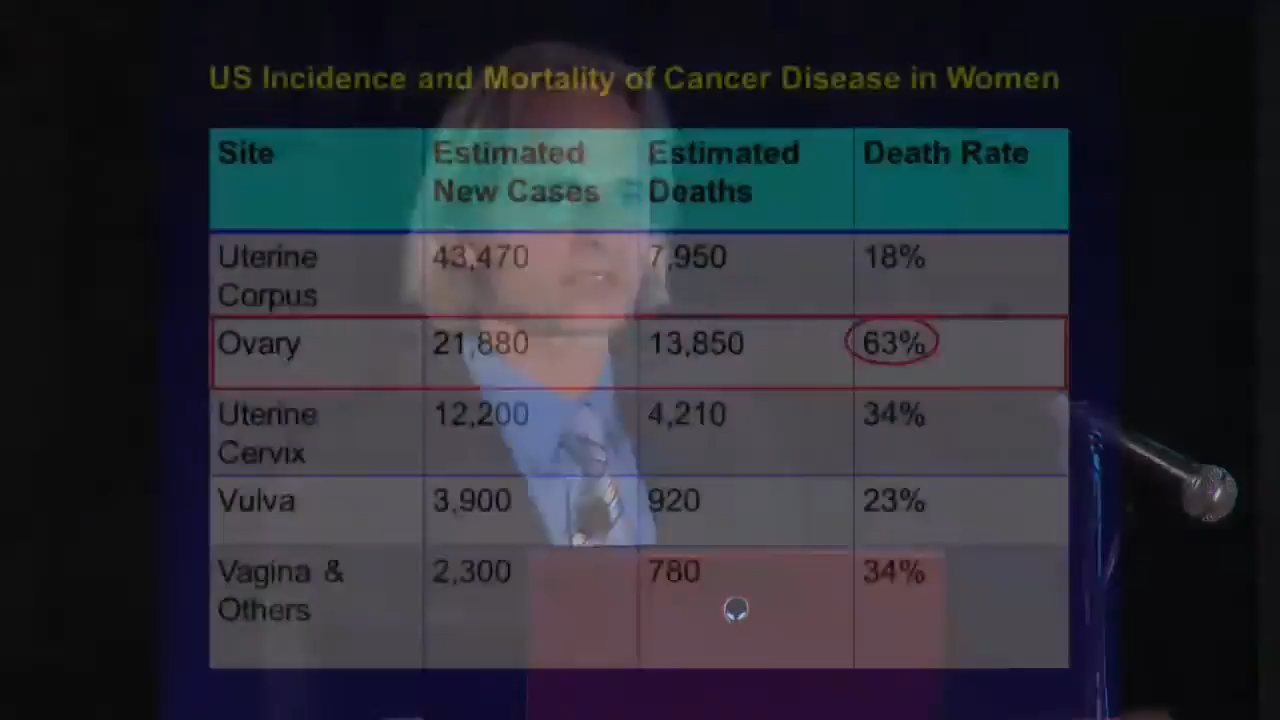 US Incidence and Mortality of Cancer Disease in Women
Site Estimated New Cases Estimated Deaths Death Rate
Uterine Corpus 43,470 7,950 18%
Ovary 21,880 13,850 63%
Uterine Cervix 12,200 4,210 34%
Vulva 3,900 920 23%
Vagina & Others 2,300 780 34%